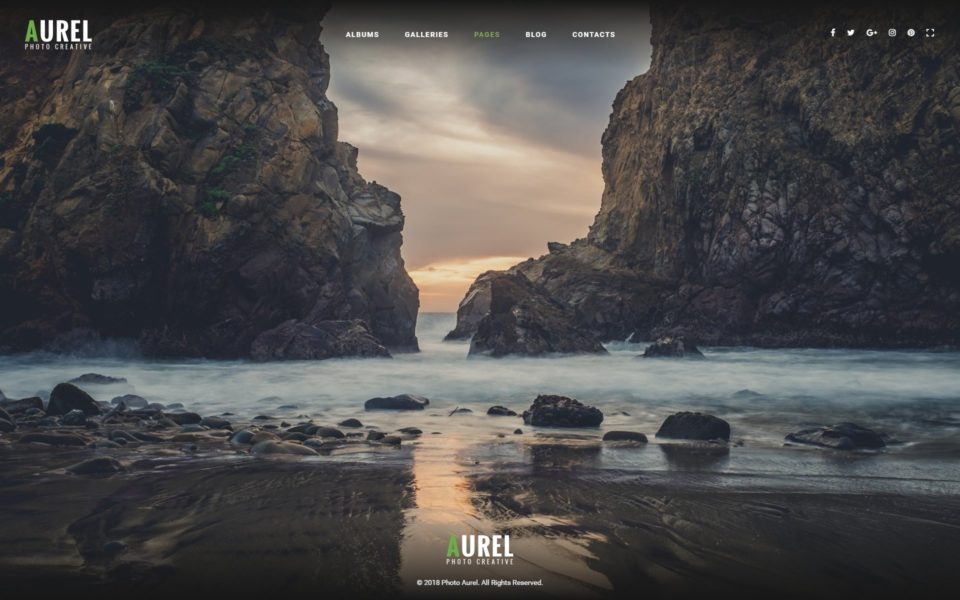 AUREL
PHOTO CREATIVE
ALBUMS GALLERIES PAGES BLOG CONTACTS
AUREL
PHOTO CREATIVE
© 2018 Photo Aurel. All Rights Reserved.